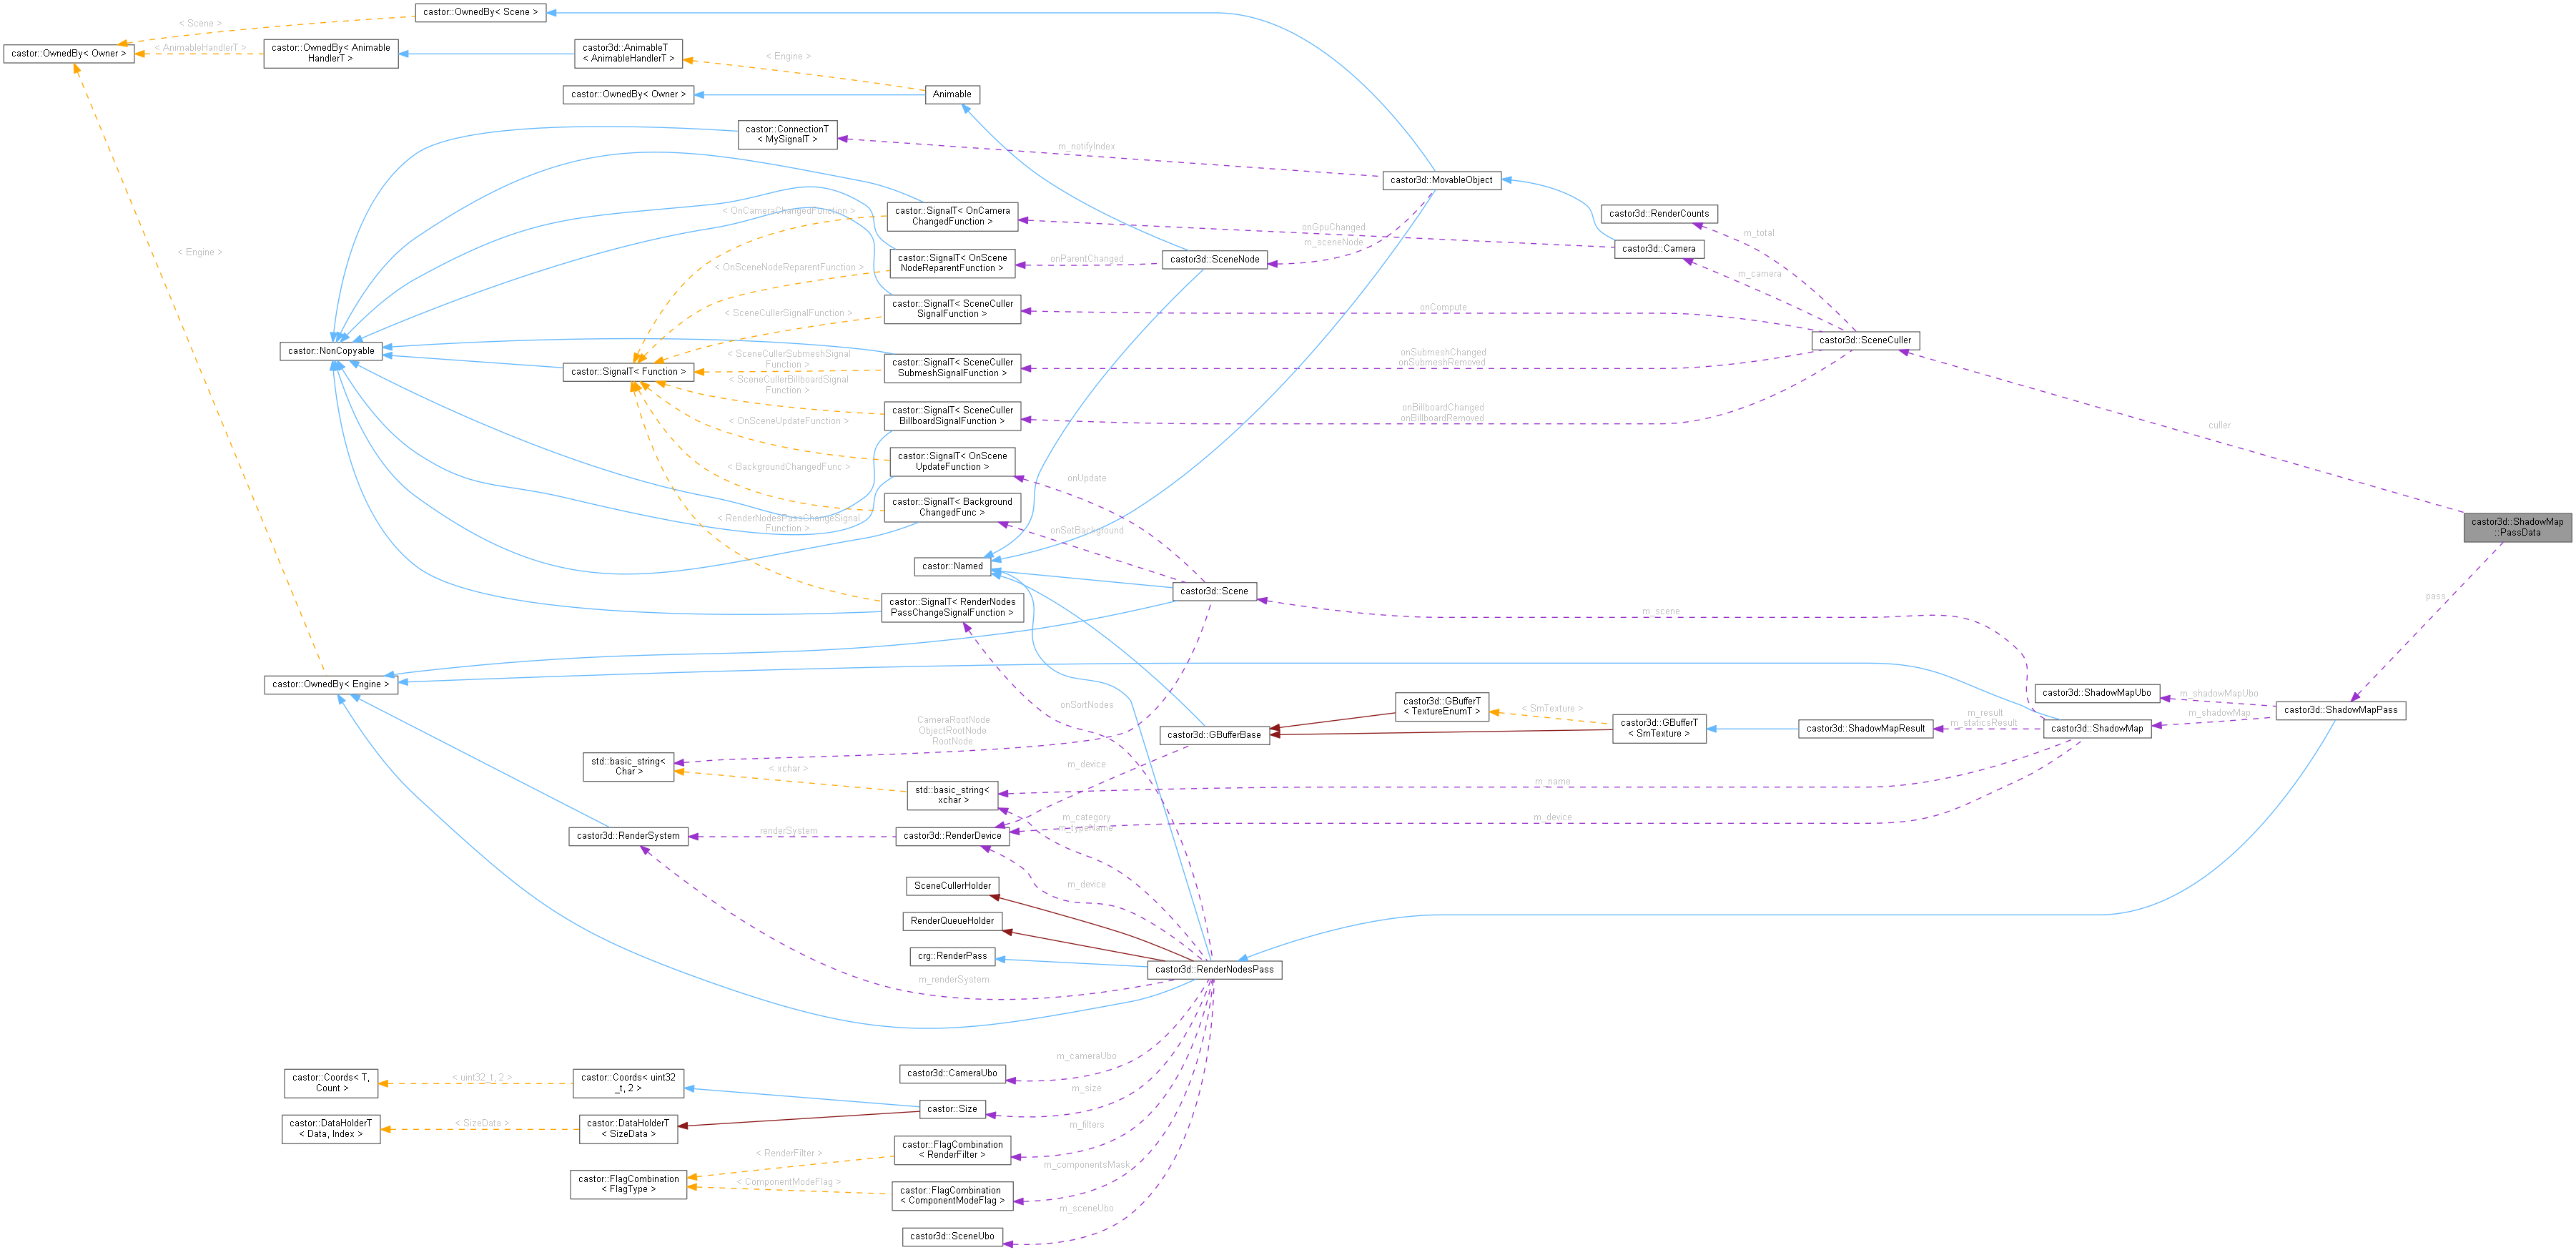 castor::OwnedBy< Scene >
< Scene >
castor::OwnedBy< Owner >
< AnimableHandlerT >
castor::OwnedBy< Animable
HandlerT >
castor3d::AnimableT
< AnimableHandlerT >
< Engine >
castor::OwnedBy< Owner >
Animable
castor::ConnectionT
< MySignalT >
m_notifyIndex
castor3d::MovableObject
castor::SignalT< OnCamera
ChangedFunction >
< OnCameraChangedFunction >
onGpuChanged
m_sceneNode
castor3d::RenderCounts
m_total
castor3d::Camera
m_camera
castor::SignalT< OnScene
NodeReparentFunction >
< OnSceneNodeReparentFunction >
onParentChanged
castor3d::SceneNode
< Engine >
castor::SignalT< SceneCuller
SignalFunction >
< SceneCullerSignalFunction >
onCompute
castor3d::SceneCuller
castor::NonCopyable
castor::SignalT< Function >
< SceneCullerSubmeshSignal
Function >
castor::SignalT< SceneCuller
SubmeshSignalFunction >
onSubmeshChanged
onSubmeshRemoved
< SceneCullerBillboardSignal
Function >
castor::SignalT< SceneCuller
BillboardSignalFunction >
onBillboardChanged
onBillboardRemoved
culler
< OnSceneUpdateFunction >
castor::SignalT< OnScene
UpdateFunction >
onUpdate
< BackgroundChangedFunc >
castor::SignalT< Background
ChangedFunc >
onSetBackground
< RenderNodesPassChangeSignal
Function >
castor3d::ShadowMap
::PassData
castor::Named
castor3d::Scene
castor::SignalT< RenderNodes
PassChangeSignalFunction >
m_scene
pass
castor::OwnedBy< Engine >
onSortNodes
castor3d::GBufferT
< TextureEnumT >
< SmTexture >
castor3d::GBufferT
< SmTexture >
castor3d::ShadowMapUbo
m_shadowMapUbo
castor3d::ShadowMapPass
m_shadowMap
castor3d::ShadowMap
m_result
m_staticsResult
castor3d::ShadowMapResult
castor3d::GBufferBase
CameraRootNode
ObjectRootNode
RootNode
std::basic_string<
Char >
< xchar >
std::basic_string<
xchar >
m_device
m_name
m_category
m_typeName
m_device
castor3d::RenderSystem
renderSystem
castor3d::RenderDevice
SceneCullerHolder
m_device
RenderQueueHolder
crg::RenderPass
castor3d::RenderNodesPass
m_renderSystem
m_cameraUbo
castor3d::CameraUbo
castor::Coords< T,
Count >
< uint32_t, 2 >
castor::Coords< uint32
_t, 2 >
m_size
castor::Size
castor::DataHolderT
< Data, Index >
< SizeData >
castor::DataHolderT
< SizeData >
m_filters
castor::FlagCombination
< RenderFilter >
< RenderFilter >
castor::FlagCombination
< FlagType >
< ComponentModeFlag >
castor::FlagCombination
< ComponentModeFlag >
m_componentsMask
m_sceneUbo
castor3d::SceneUbo